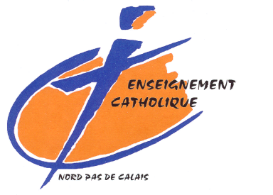 ENSEIGNEMENT
CATHOLIQUE
NORD PAS DE CALAIS